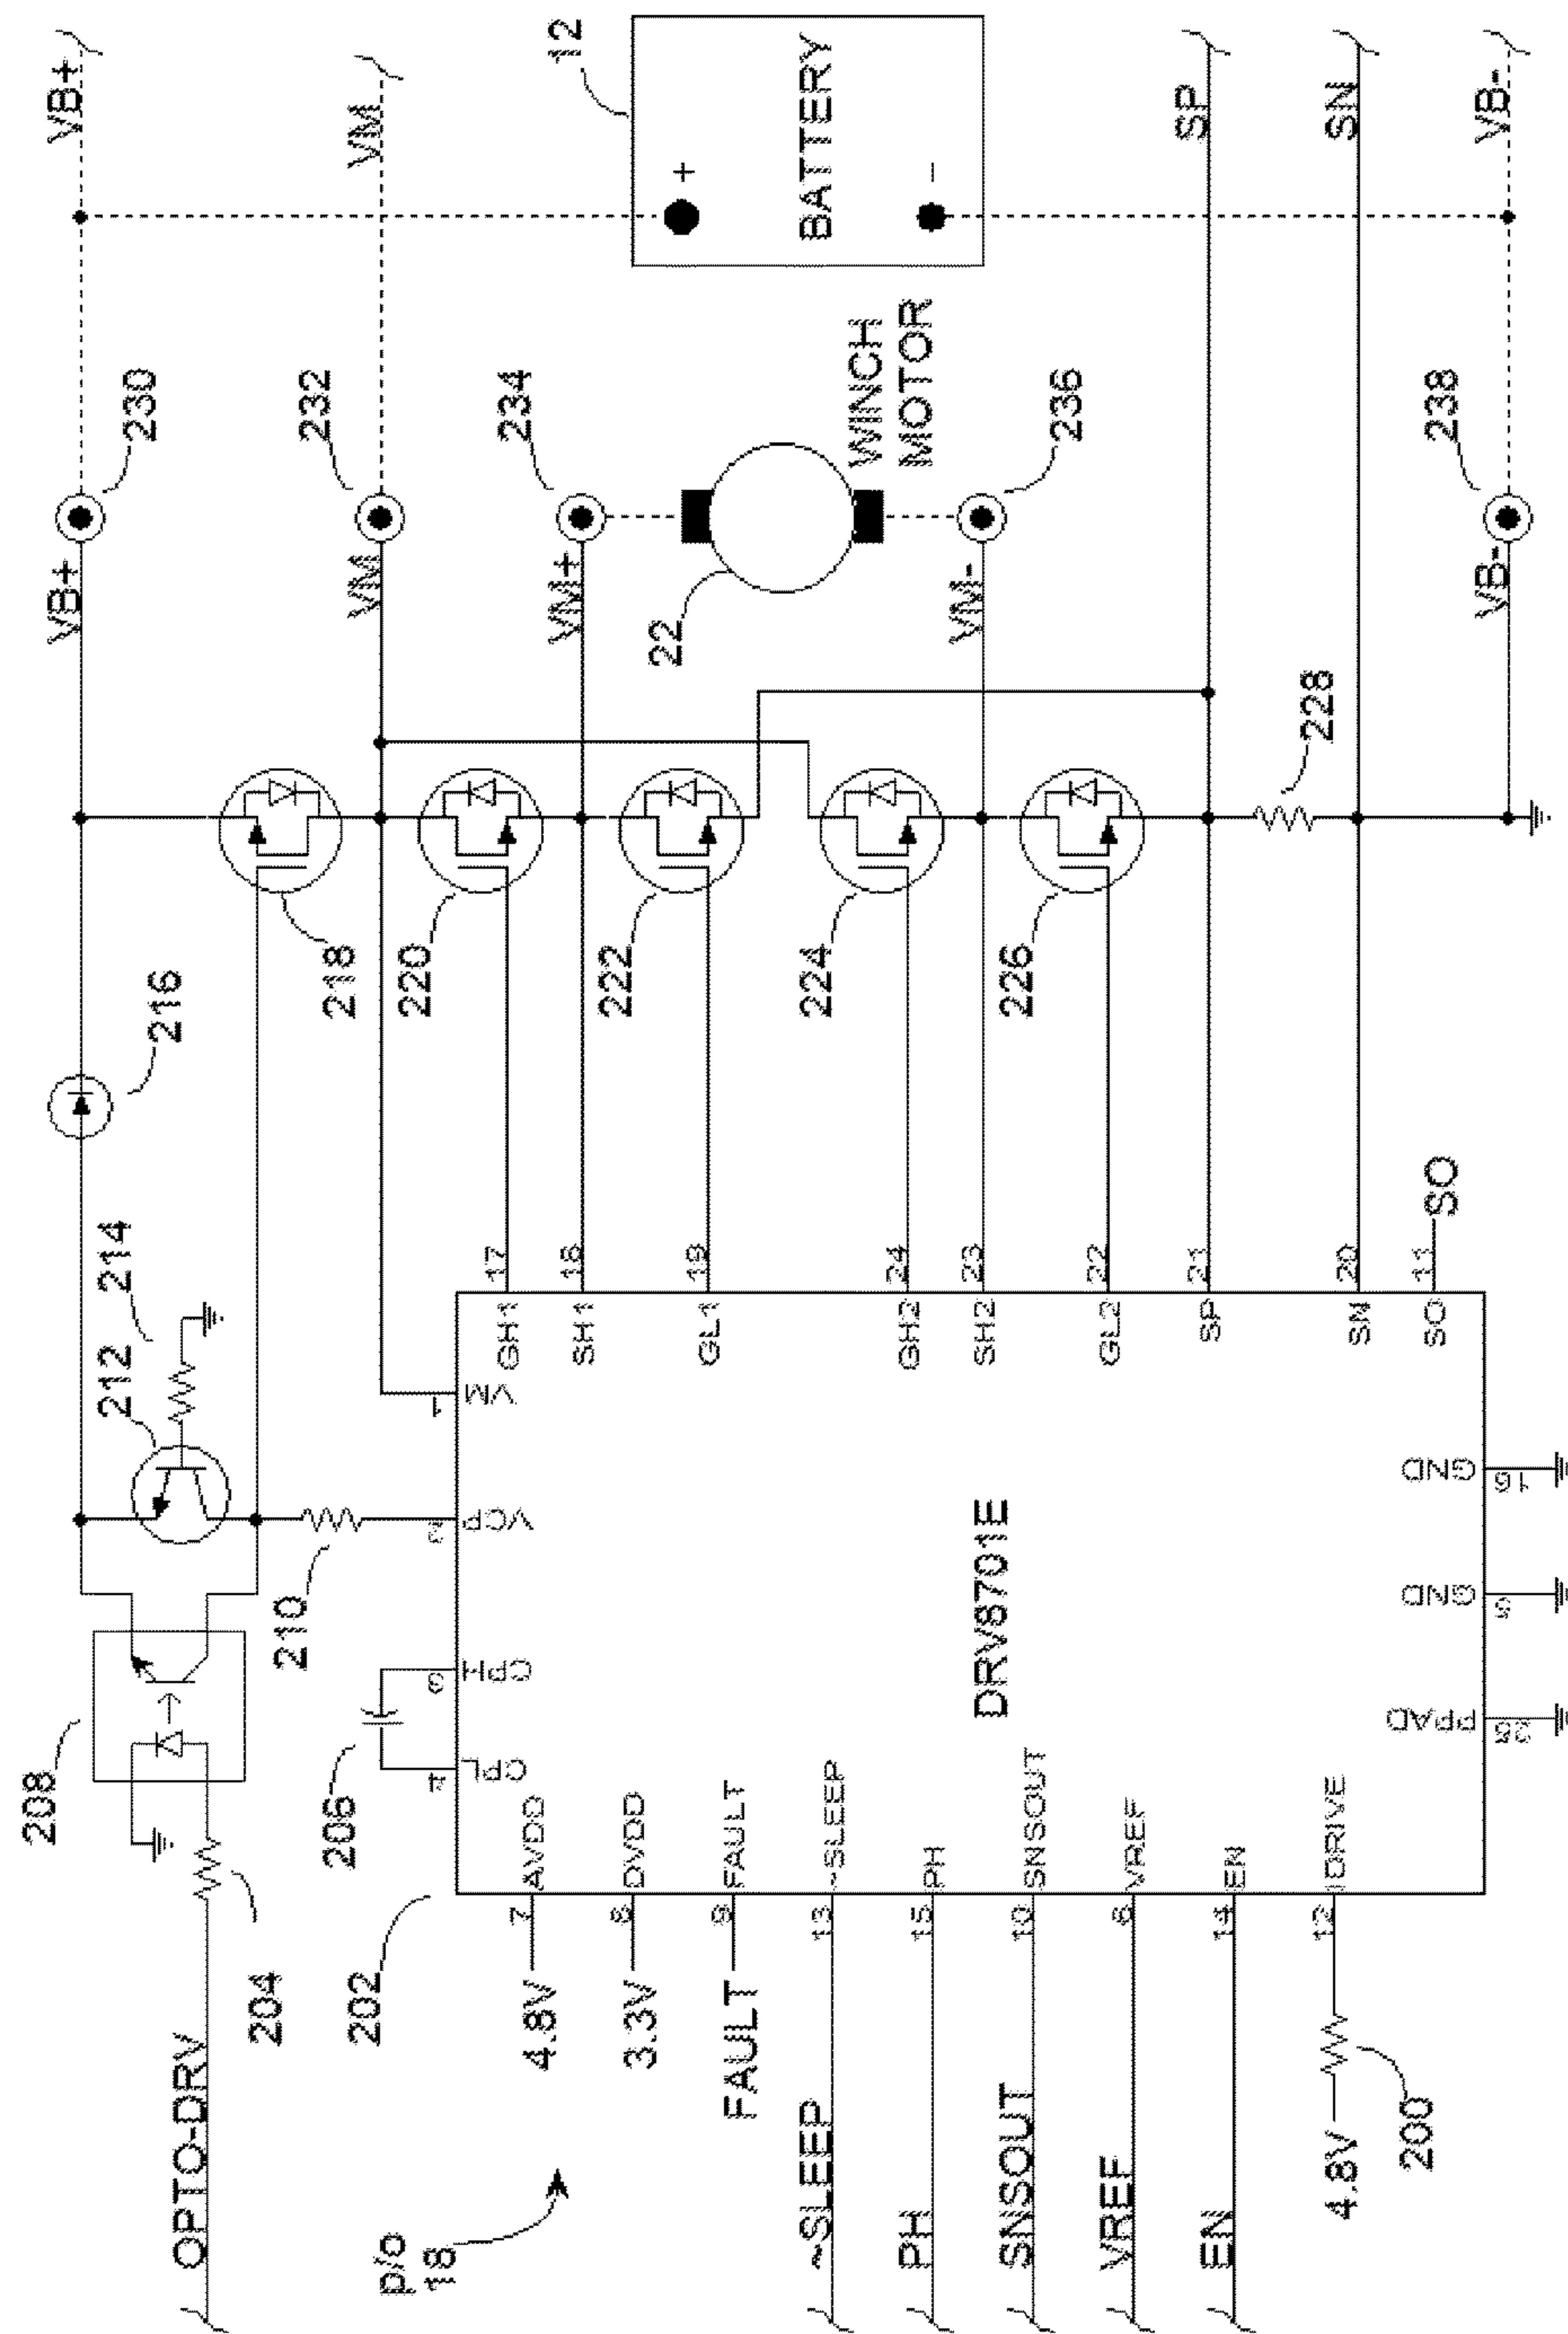 OPTO-DRV
204
208
212
214
216
VB+
230
VB+
210
218
VM
232
VM
206
220
VM+
234
12
+
BATTERY
−
202
222
22
WINCH
MOTOR
224
VM-
236
226
SP
SN
228
VB-
238
VB-
p/o
18
4.8V
7
AVDD
3.3V
8
DVDD
FAULT
9
FAULT
~SLEEP
13
~SLEEP
PH
15
PH
SNSOUT
10
SNSOUT
VREF
6
VREF
EN
14
EN
4.8V
200
12
IDRIVE
4
CPL
3
CPH
2
VCP
1
VM
DRV8701E
GH1
17
SH1
18
GL1
19
GH2
24
SH2
23
GL2
22
SP
21
SN
20
SO
11
SO
PPAD
25
GND
5
GND
16